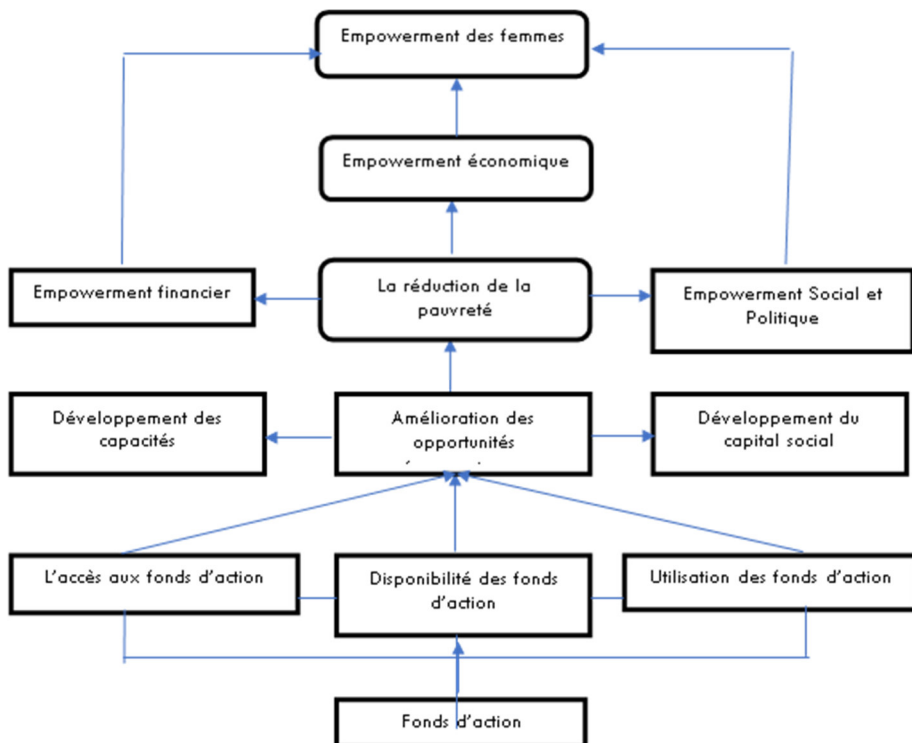 Empowerment des femmes
Empowerment économique
Empowerment financier
La réduction de la
pauvreté
Empowerment Social et
Politique
Développement des
capacités
Amélioration des
opportunités
Développement du
capital social
L'accès aux fonds d'action
Disponibilité des fonds
d'action
Utilisation des fonds d'action
Fonds d'action